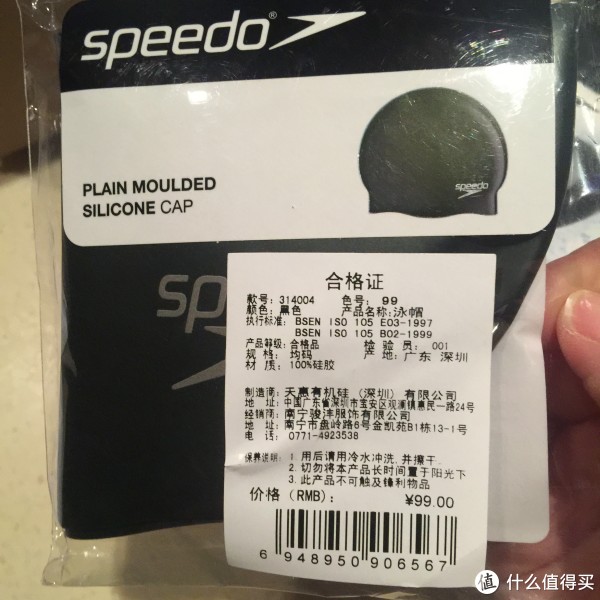 speedo®
speedo
PLAIN MOULDED
SILICONE CAP
合格证
款号: 314004 色号: 99
颜色: 黑色 产品名称: 泳帽
执行标准: BSEN ISO 105 E03-1997
BSEN ISO 105 B02-1999
产品等级: 合格品 检验员: 001
规格: 均码 产地: 广东 深圳
材质: 100%硅胶
制造商: 天惠有机硅(深圳)有限公司
地址: 中国广东省深圳市宝安区观澜镇惠民一路24号
经销商: 南宁骏沣服饰有限公司
地址: 南宁市盘岭路6号金凯苑B1栋13-1号
电话: 0771-4923538
保养说明: 1. 用后请用冷水冲洗,并擦干.
2. 切勿将本产品长时间置于阳光下
3. 此产品不可触及锋利物品
价格(RMB): ¥99.00
6 948950 906567
值 什么值得买